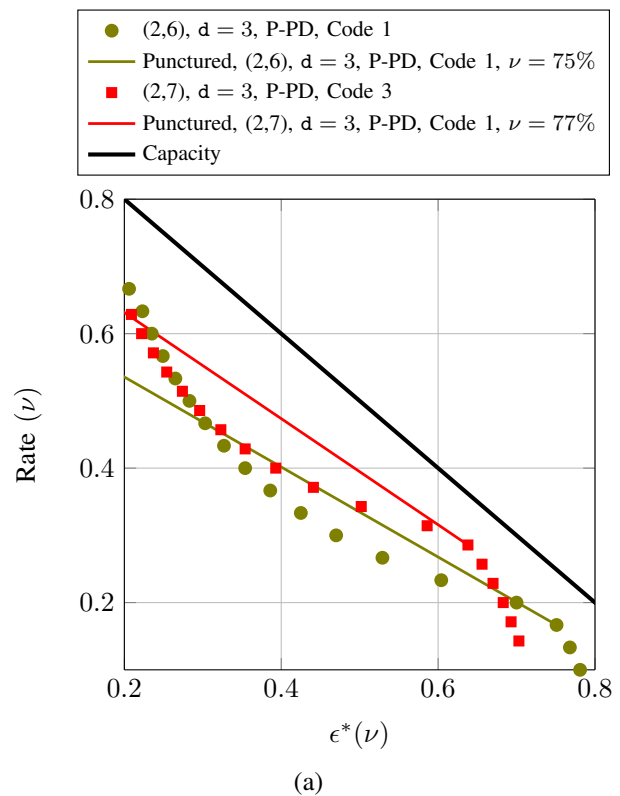 (2,6), d = 3, P-PD, Code 1
Punctured, (2,6), d = 3, P-PD, Code 1, ν = 75%
(2,7), d = 3, P-PD, Code 3
Punctured, (2,7), d = 3, P-PD, Code 1, ν = 77%
Capacity
0.8
0.6
0.4
0.2
Rate (ν)
0.2 0.4 0.6 0.8
ϵ*(ν)
(a)